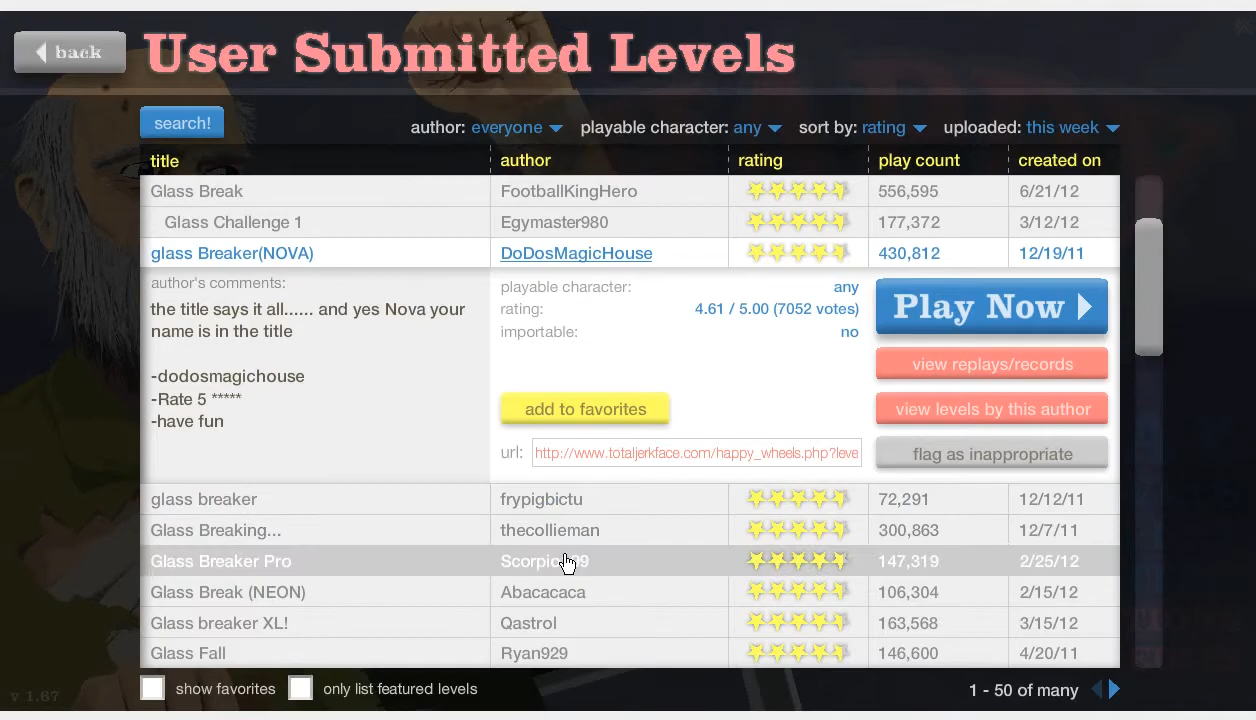 back
User Submitted Levels
search!
author: everyone playable character: any sort by: rating uploaded: this week
title author rating play count created on
Glass Break FootballKingHero 556,595 6/21/12
Glass Challenge 1 Egymaster980 177,372 3/12/12
glass Breaker(NOVA) DoDosMagicHouse 430,812 12/19/11
author's comments:
the title says it all...... and yes Nova your
name is in the title
-dodosmagichouse
-Rate 5 *****
-have fun
playable character: any
rating: 4.61 / 5.00 (7052 votes)
importable: no
add to favorites
url: http://www.totaljerkface.com/happy_wheels.php?leve
Play Now
view replays/records
view levels by this author
flag as inappropriate
glass breaker frypigbictu 72,291 12/12/11
Glass Breaking... thecollieman 300,863 12/7/11
Glass Breaker Pro 147,319 2/25/12
Glass Break (NEON) Abacacaca 106,304 2/15/12
Glass breaker XL! Qastrol 163,568 3/15/12
Glass Fall Ryan929 146,600 4/20/11
v 1.67
show favorites only list featured levels
1 - 50 of many